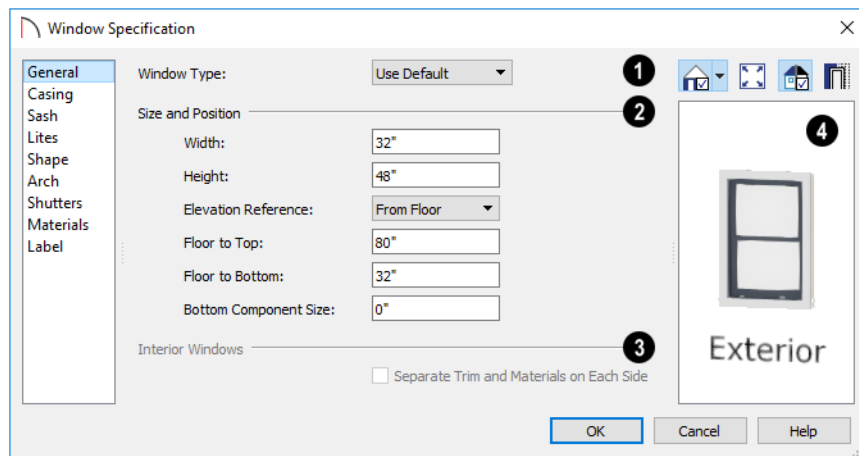 Window Specification
General
Casing
Sash
Lites
Shape
Arch
Shutters
Materials
Label
Window Type: Use Default 1
Size and Position 2
Width: 32"
Height: 48"
Elevation Reference: From Floor
Floor to Top: 80"
Floor to Bottom: 32"
Bottom Component Size: 0"
Interior Windows 3
Separate Trim and Materials on Each Side
4
Exterior
OK Cancel Help